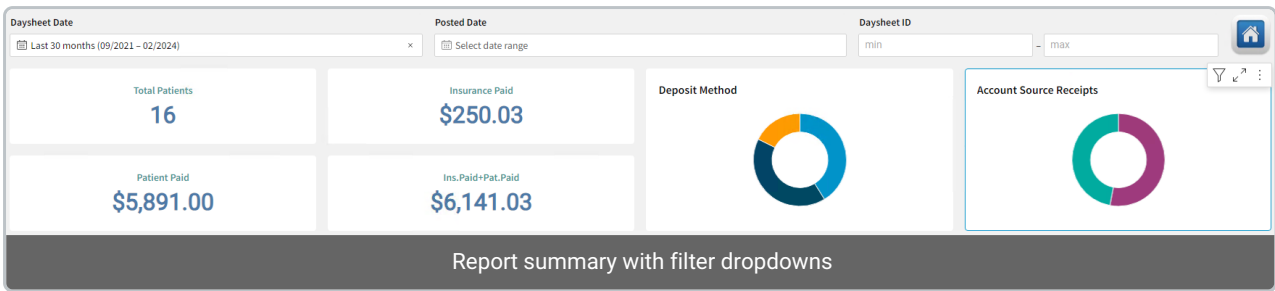 Daysheet Date
Posted Date
Daysheet ID
Last 30 months (09/2021 – 02/2024) ×
Select date range
min – max
Total Patients
16
Insurance Paid
$250.03
Deposit Method
Account Source Receipts
Patient Paid
$5,891.00
Ins.Paid+Pat.Paid
$6,141.03
Report summary with filter dropdowns